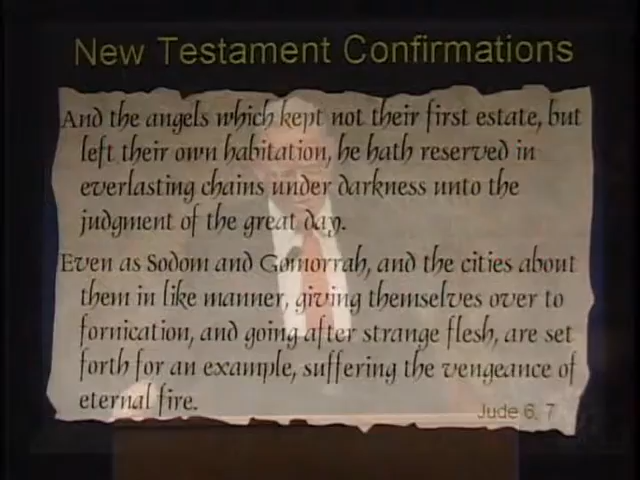 New Testament Confirmations
And the angels which kept not their first estate, but
left their own habitation, he hath reserved in
everlasting chains under darkness unto the
judgment of the great day.
Even as Sodom and Gomorrah, and the cities about
them in like manner, giving themselves over to
fornication, and going after strange flesh, are set
forth for an example, suffering the vengeance of
eternal fire.
Jude 6, 7